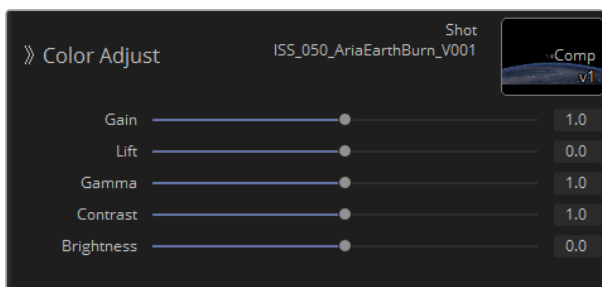 Shot
》Color Adjust
ISS_050_AriaEarthBurn_V001
Comp
v1
Gain 1.0
Lift 0.0
Gamma 1.0
Contrast 1.0
Brightness 0.0